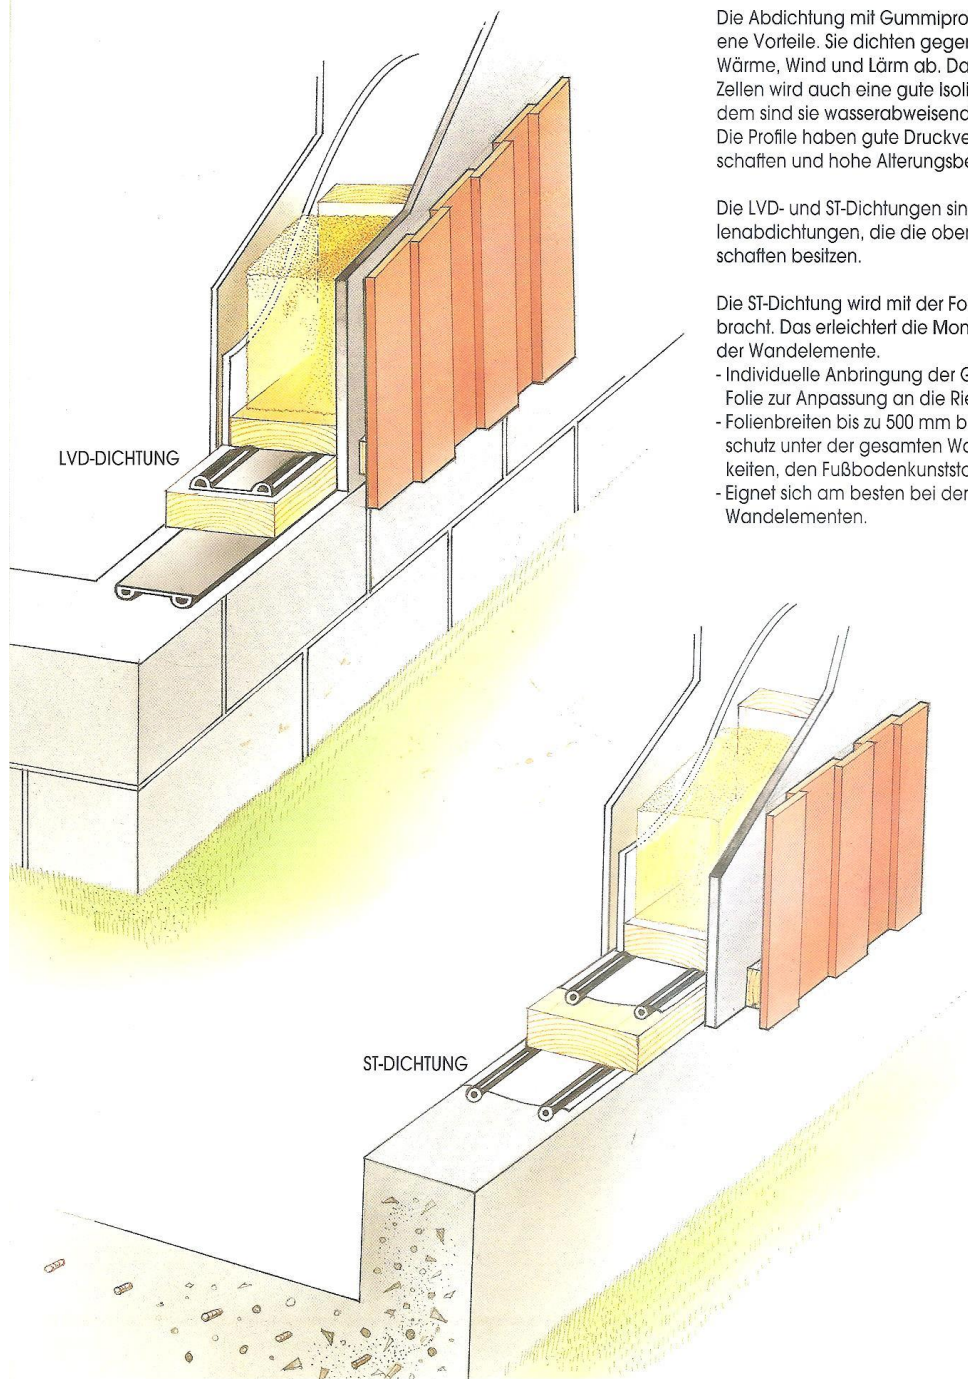 Die Abdichtung mit Gummipro
ene Vorteile. Sie dichten gegen
Wärme, Wind und Lärm ab. Da
Zellen wird auch eine gute Isoli
dem sind sie wasserabweisend
Die Profile haben gute Druckve
schaften und hohe Alterungsbe
Die LVD- und ST-Dichtungen sin
lenabdichtungen, die die ober
schaften besitzen.
Die ST-Dichtung wird mit der Fo
bracht. Das erleichtert die Mon
der Wandelemente.
- Individuelle Anbringung der G
Folie zur Anpassung an die Rie
- Folienbreiten bis zu 500 mm b
schutz unter der gesamten Wa
keiten, den Fußbodenkunststo
- Eignet sich am besten bei der
Wandelementen.
LVD-DICHTUNG
ST-DICHTUNG